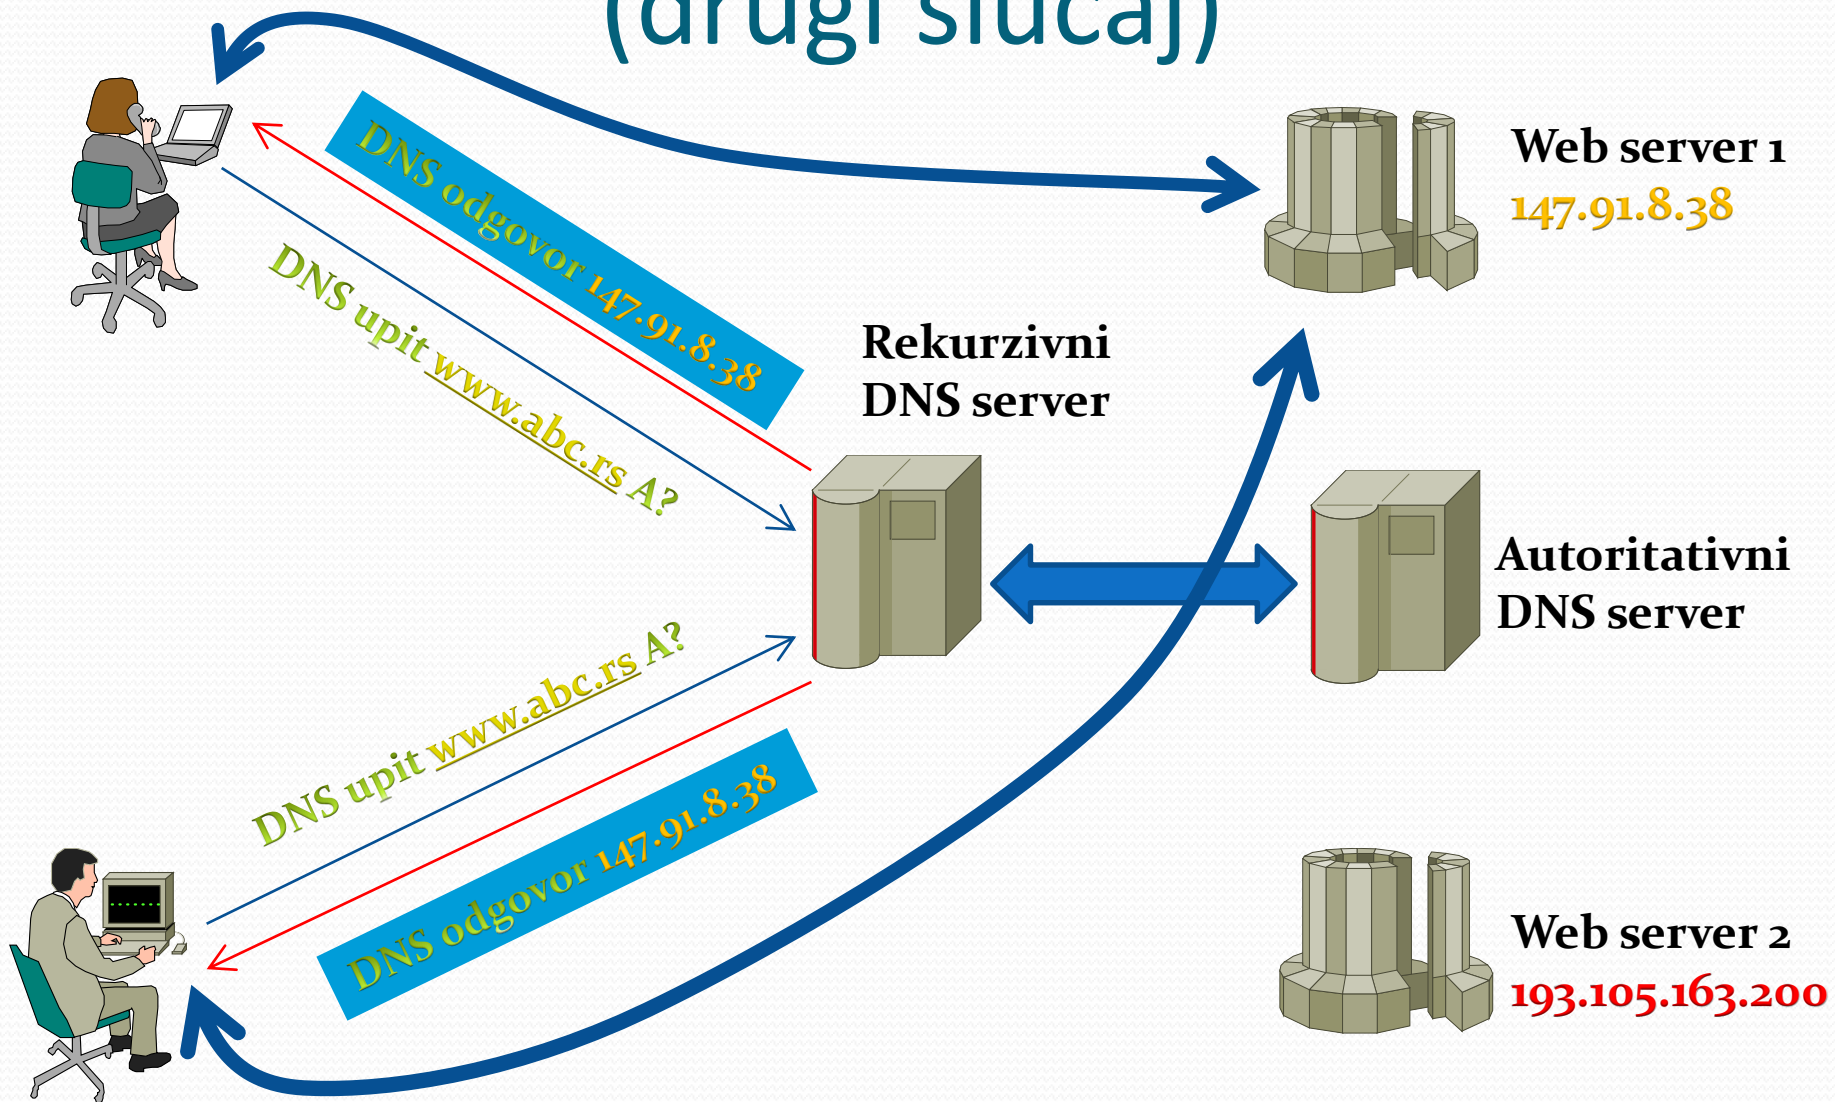 (drugi slučaj)
DNS odgovor 147.91.8.38
DNS upit www.abc.rs A?
Web server 1
147.91.8.38
Rekurzivni
DNS server
Autoritativni
DNS server
DNS upit www.abc.rs A?
DNS odgovor 147.91.8.38
Web server 2
193.105.163.200